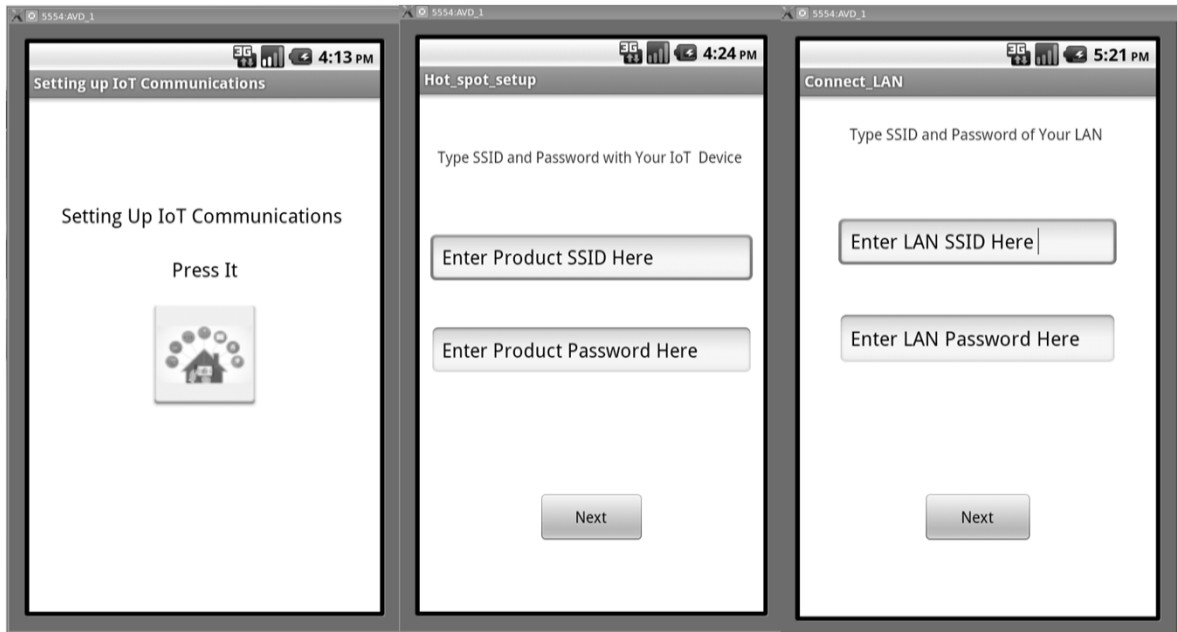 5554:AVD_1
3G
4:13 PM
Setting up IoT Communications
Setting Up IoT Communications
Press It
5554:AVD_1
3G
4:24 PM
Hot_spot_setup
Type SSID and Password with Your IoT Device
Enter Product SSID Here
Enter Product Password Here
Next
5554:AVD_1
3G
5:21 PM
Connect_LAN
Type SSID and Password of Your LAN
Enter LAN SSID Here
Enter LAN Password Here
Next